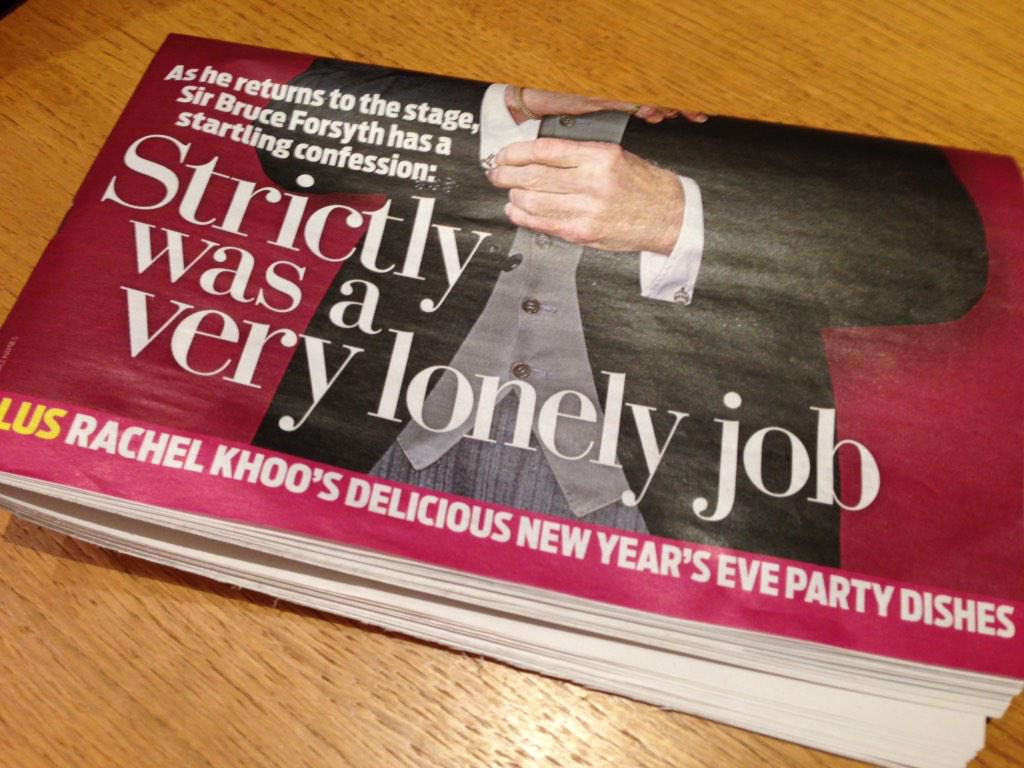 As he returns to the stage,
Sir Bruce Forsyth has a
startling confession:
Strictly
was a
very lonely job
LUS RACHEL KHOO'S DELICIOUS NEW YEAR'S EVE PARTY DISHES